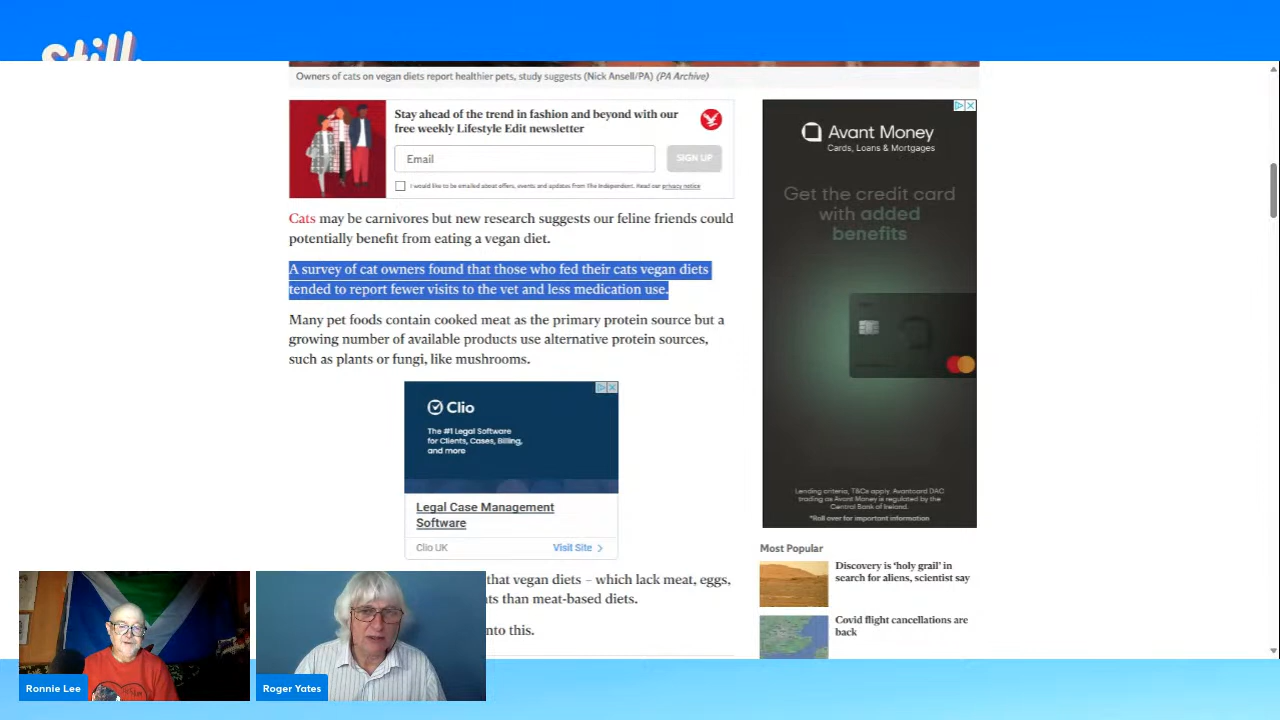 Still
Owners of cats on vegan diets report healthier pets, study suggests (Nick Ansell/PA) (PA Archive)
Stay ahead of the trend in fashion and beyond with our
free weekly Lifestyle Edit newsletter
Email
SIGN UP
I would like to be emailed about offers, events and updates from The Independent. Read our privacy notice
Cats may be carnivores but new research suggests our feline friends could
potentially benefit from eating a vegan diet.
A survey of cat owners found that those who fed their cats vegan diets
tended to report fewer visits to the vet and less medication use.
Many pet foods contain cooked meat as the primary protein source but a
growing number of available products use alternative protein sources,
such as plants or fungi, like mushrooms.
Clio
The #1 Legal Software
for Clients, Cases, Billing,
and more
Legal Case Management
Software
Clio UK
Visit Site
that vegan diets – which lack meat, eggs,
than meat-based diets.
into this.
Avant Money
Cards, Loans & Mortgages
Get the credit card
with added
benefits
Lending criteria, T&Cs apply. Avantcard DAC
trading as Avant Money is regulated by the
Central Bank of Ireland.
*Roll over for important information
Most Popular
Discovery is ‘holy grail’ in
search for aliens, scientist say
Covid flight cancellations are
back
Ronnie Lee
Roger Yates